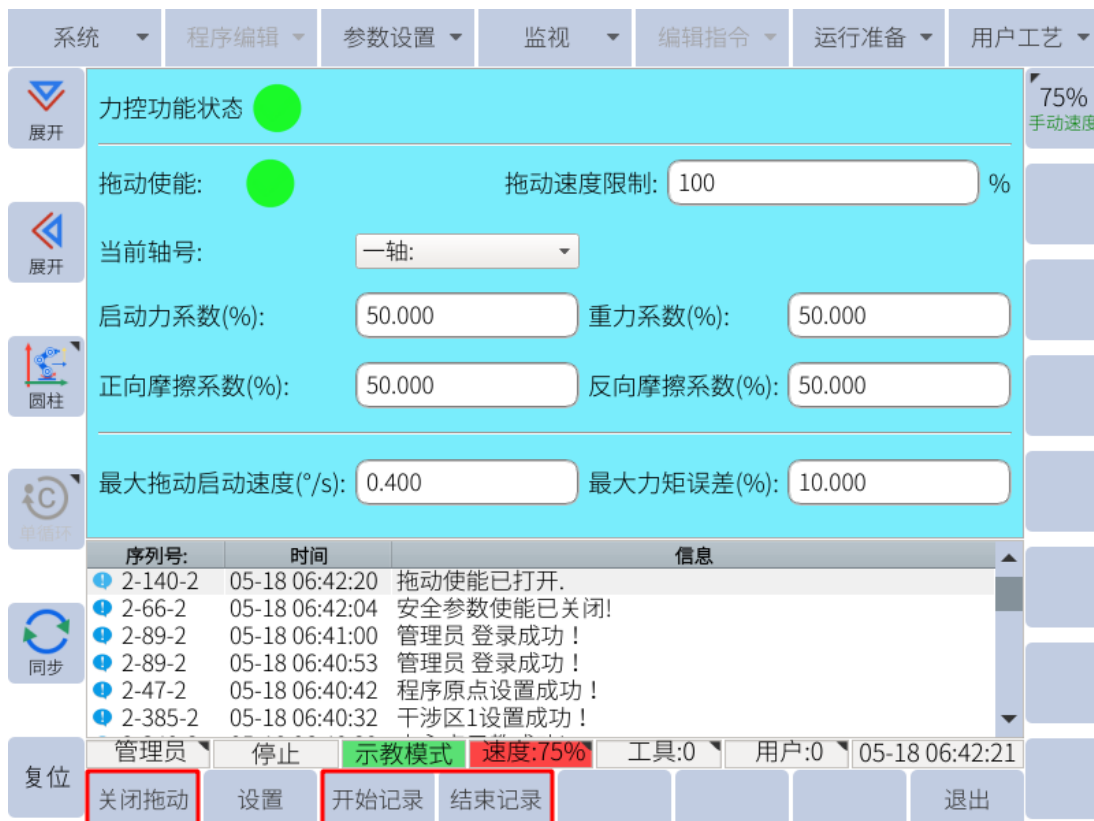 系统 程序编辑 参数设置 监视 编辑指令 运行准备 用户工艺
展开
力控功能状态
75%
手动速度
拖动使能: 拖动速度限制: 100 %
展开
当前轴号: 一轴:
启动力系数(%): 50.000 重力系数(%): 50.000
圆柱
正向摩擦系数(%): 50.000 反向摩擦系数(%): 50.000
最大拖动启动速度(°/s): 0.400 最大力矩误差(%): 10.000
单循环
序列号: 时间 信息
2-140-2 05-18 06:42:20 拖动使能已打开.
2-66-2 05-18 06:42:04 安全参数使能已关闭!
2-89-2 05-18 06:41:00 管理员 登录成功！
同步
2-89-2 05-18 06:40:53 管理员 登录成功！
2-47-2 05-18 06:40:42 程序原点设置成功！
2-385-2 05-18 06:40:32 干涉区1设置成功！
管理员 停止 示教模式 速度:75% 工具:0 用户:0 05-18 06:42:21
复位
关闭拖动 设置 开始记录 结束记录 退出